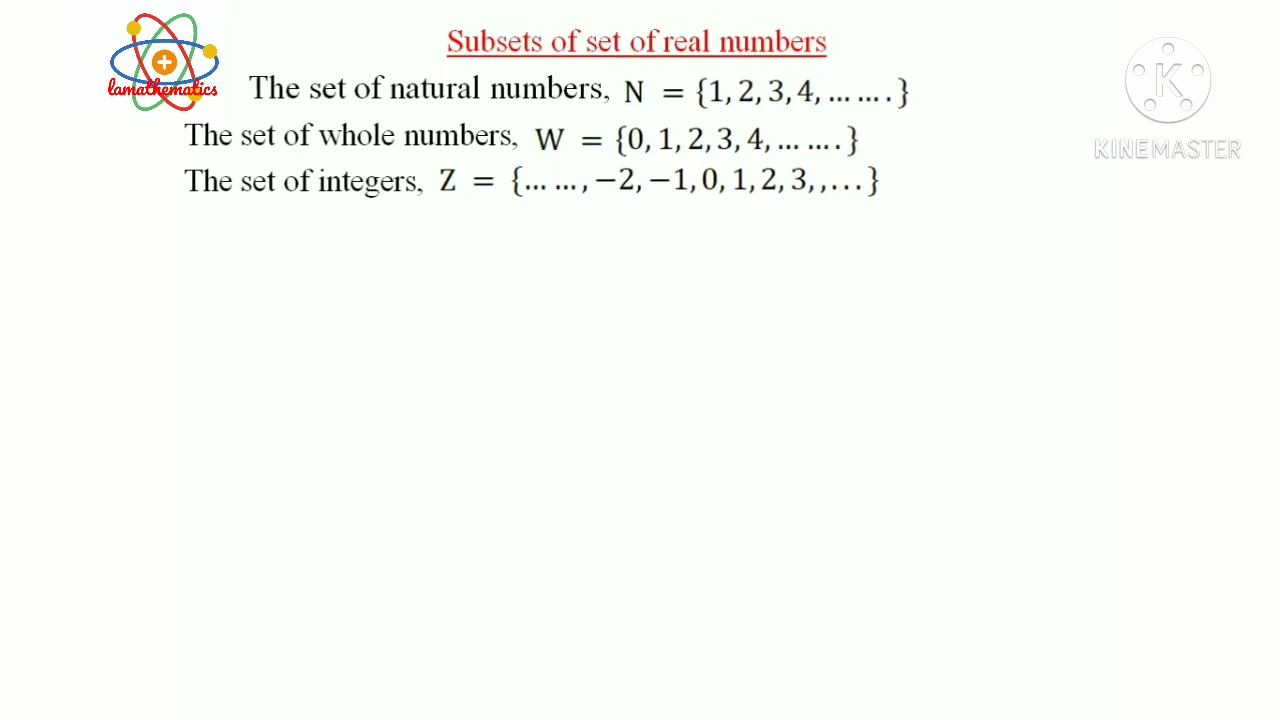 Subsets of set of real numbers
lamathematics
The set of natural numbers, N = {1, 2, 3, 4, ... ... . }
K
The set of whole numbers, W = {0, 1, 2, 3, 4, ... ... . }
KINEMASTER
The set of integers, Z = {... ... , −2, −1, 0, 1, 2, 3, , . . . }